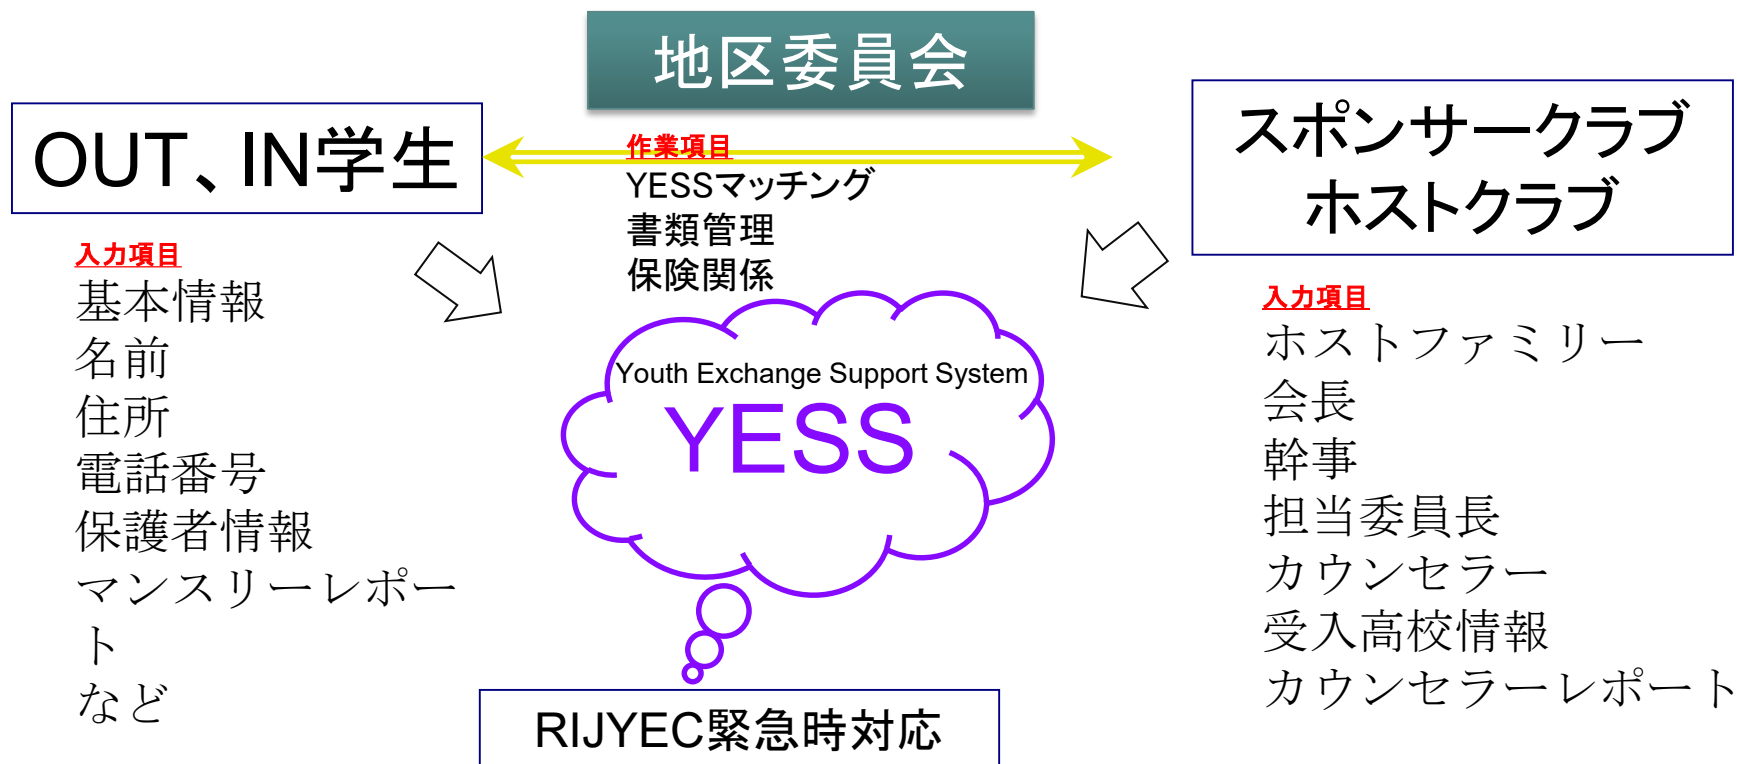 地区委員会
OUT、IN学生
スポンサークラブ
ホストクラブ
作業項目
YESSマッチング
書類管理
保険関係
入力項目
基本情報
名前
住所
電話番号
保護者情報
マンスリーレポー
ト
など
Youth Exchange Support System
YESS
入力項目
ホストファミリー
会長
幹事
担当委員長
カウンセラー
受入高校情報
カウンセラーレポート
RIJYEC緊急時対応